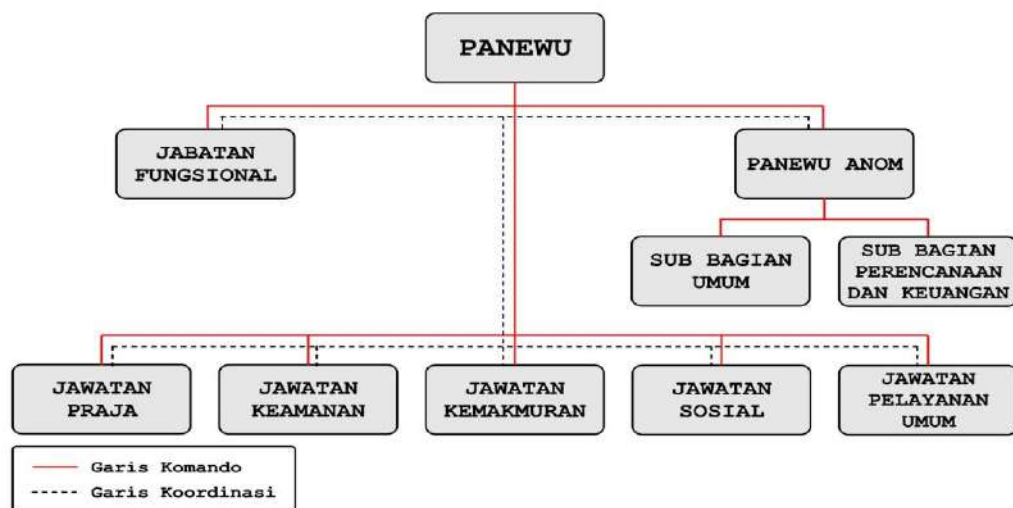 PANEWU
JABATAN
FUNGSIONAL
PANEWU ANOM
SUB BAGIAN
UMUM
SUB BAGIAN
PERENCANAAN
DAN KEUANGAN
JAWATAN
PRAJA
JAWATAN
KEAMANAN
JAWATAN
KEMAKMURAN
JAWATAN
SOSIAL
JAWATAN
PELAYANAN
UMUM
Garis Komando
Garis Koordinasi